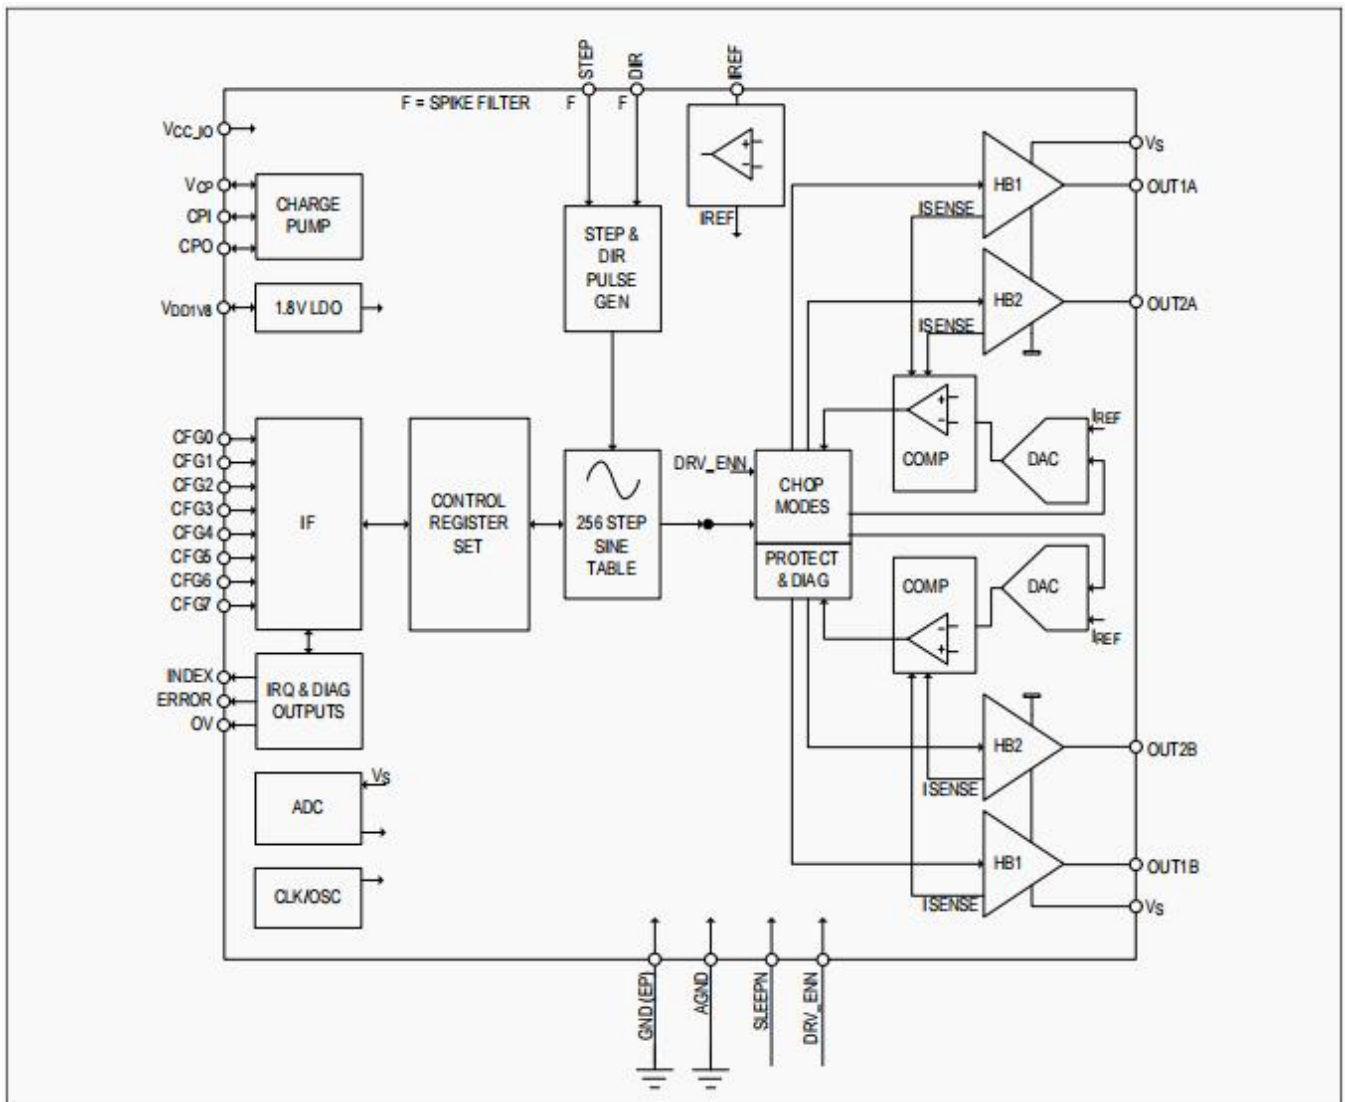 STEP
DIR
IREF
F = SPIKE FILTER
F
F
VCC_IO
VCP
CPI
CPO
CHARGE
PUMP
VDD1V8
1.8V LDO
STEP &
DIR
PULSE
GEN
IREF
HB1
ISENSE
VS
OUT1A
HB2
ISENSE
OUT2A
CFG0
CFG1
CFG2
CFG3
CFG4
CFG5
CFG6
CFG7
IF
CONTROL
REGISTER
SET
256 STEP
SINE
TABLE
DRV_ENN
CHOP
MODES
PROTECT
& DIAG
COMP
DAC
IREF
COMP
DAC
IREF
INDEX
ERROR
OV
IRQ & DIAG
OUTPUTS
HB2
ISENSE
OUT2B
ADC
VS
HB1
ISENSE
OUT1B
VS
CLK/OSC
GND (EP)
AGND
SLEEPN
DRV_ENN